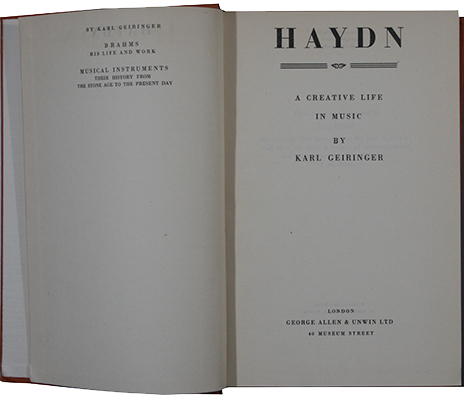 BY KARL GEIRINGER
BRAHMS
HIS LIFE AND WORK
MUSICAL INSTRUMENTS
THEIR HISTORY FROM
THE STONE AGE TO THE PRESENT DAY
HAYDN
A CREATIVE LIFE
IN MUSIC
BY
KARL GEIRINGER
LONDON
GEORGE ALLEN & UNWIN LTD
40 MUSEUM STREET